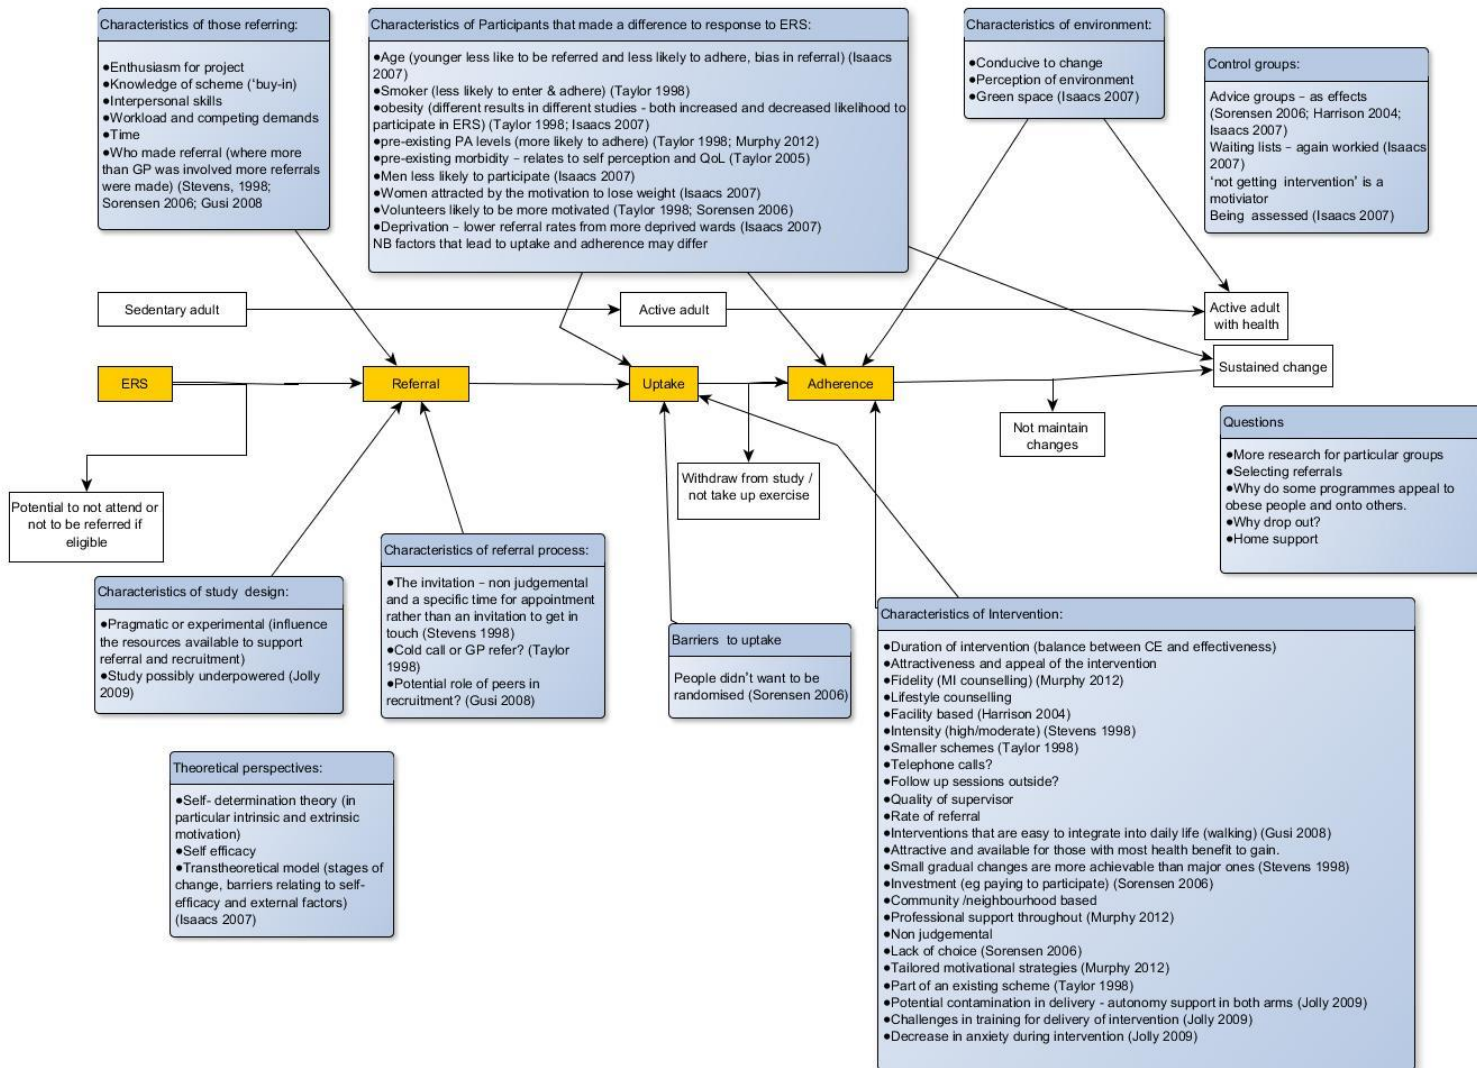 Characteristics of those referring:
●Enthusiasm for project
●Knowledge of scheme ('buy-in)
●Interpersonal skills
●Workload and competing demands
●Time
●Who made referral (where more
than GP was involved more referrals
were made) (Stevens, 1998;
Sorensen 2006; Gusi 2008
Characteristics of Participants that made a difference to response to ERS:
●Age (younger less like to be referred and less likely to adhere, bias in referral) (Isaacs
2007)
●Smoker (less likely to enter & adhere) (Taylor 1998)
●obesity (different results in different studies - both increased and decreased likelihood to
participate in ERS) (Taylor 1998; Isaacs 2007)
●pre-existing PA levels (more likely to adhere) (Taylor 1998; Murphy 2012)
●pre-existing morbidity – relates to self perception and QoL (Taylor 2005)
●Men less likely to participate (Isaacs 2007)
●Women attracted by the motivation to lose weight (Isaacs 2007)
●Volunteers likely to be more motivated (Taylor 1998; Sorensen 2006)
●Deprivation – lower referral rates from more deprived wards (Isaacs 2007)
NB factors that lead to uptake and adherence may differ
Characteristics of environment:
●Conducive to change
●Perception of environment
●Green space (Isaacs 2007)
Control groups:
Advice groups – as effects
(Sorensen 2006; Harrison 2004;
Isaacs 2007)
Waiting lists – again workied (Isaacs
2007)
'not getting intervention' is a
motiviator
Being assessed (Isaacs 2007)
Sedentary adult
Active adult
Active adult
with health
ERS
Referral
Uptake
Adherence
Sustained change
Not maintain
changes
Withdraw from study /
not take up exercise
Potential to not attend or
not to be referred if
eligible
Questions
●More research for particular groups
●Selecting referrals
●Why do some programmes appeal to
obese people and onto others.
●Why drop out?
●Home support
Characteristics of study design:
●Pragmatic or experimental (influence
the resources available to support
referral and recruitment)
●Study possibly underpowered (Jolly
2009)
Characteristics of referral process:
●The invitation – non judgemental
and a specific time for appointment
rather than an invitation to get in
touch (Stevens 1998)
●Cold call or GP refer? (Taylor
1998)
●Potential role of peers in
recruitment? (Gusi 2008)
Barriers to uptake
People didn't want to be
randomised (Sorensen 2006)
Characteristics of Intervention:
●Duration of intervention (balance between CE and effectiveness)
●Attractiveness and appeal of the intervention
●Fidelity (MI counselling) (Murphy 2012)
●Lifestyle counselling
●Facility based (Harrison 2004)
●Intensity (high/moderate) (Stevens 1998)
●Smaller schemes (Taylor 1998)
●Telephone calls?
●Follow up sessions outside?
●Quality of supervisor
●Rate of referral
●Interventions that are easy to integrate into daily life (walking) (Gusi 2008)
●Attractive and available for those with most health benefit to gain.
●Small gradual changes are more achievable than major ones (Stevens 1998)
●Investment (eg paying to participate) (Sorensen 2006)
●Community /neighbourhood based
●Professional support throughout (Murphy 2012)
●Non judgemental
●Lack of choice (Sorensen 2006)
●Tailored motivational strategies (Murphy 2012)
●Part of an existing scheme (Taylor 1998)
●Potential contamination in delivery - autonomy support in both arms (Jolly 2009)
●Challenges in training for delivery of intervention (Jolly 2009)
●Decrease in anxiety during intervention (Jolly 2009)
Theoretical perspectives:
●Self- determination theory (in
particular intrinsic and extrinsic
motivation)
●Self efficacy
●Transtheoretical model (stages of
change, barriers relating to self-
efficacy and external factors)
(Isaacs 2007)